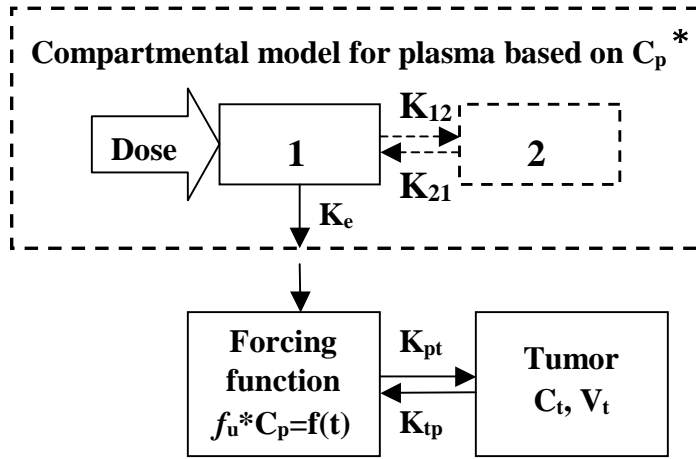 Compartmental model for plasma based on Cp*
K12
Dose
1
2
K21
Ke
Forcing
function
fu*Cp=f(t)
Kpt
Ktp
Tumor
Ct, Vt